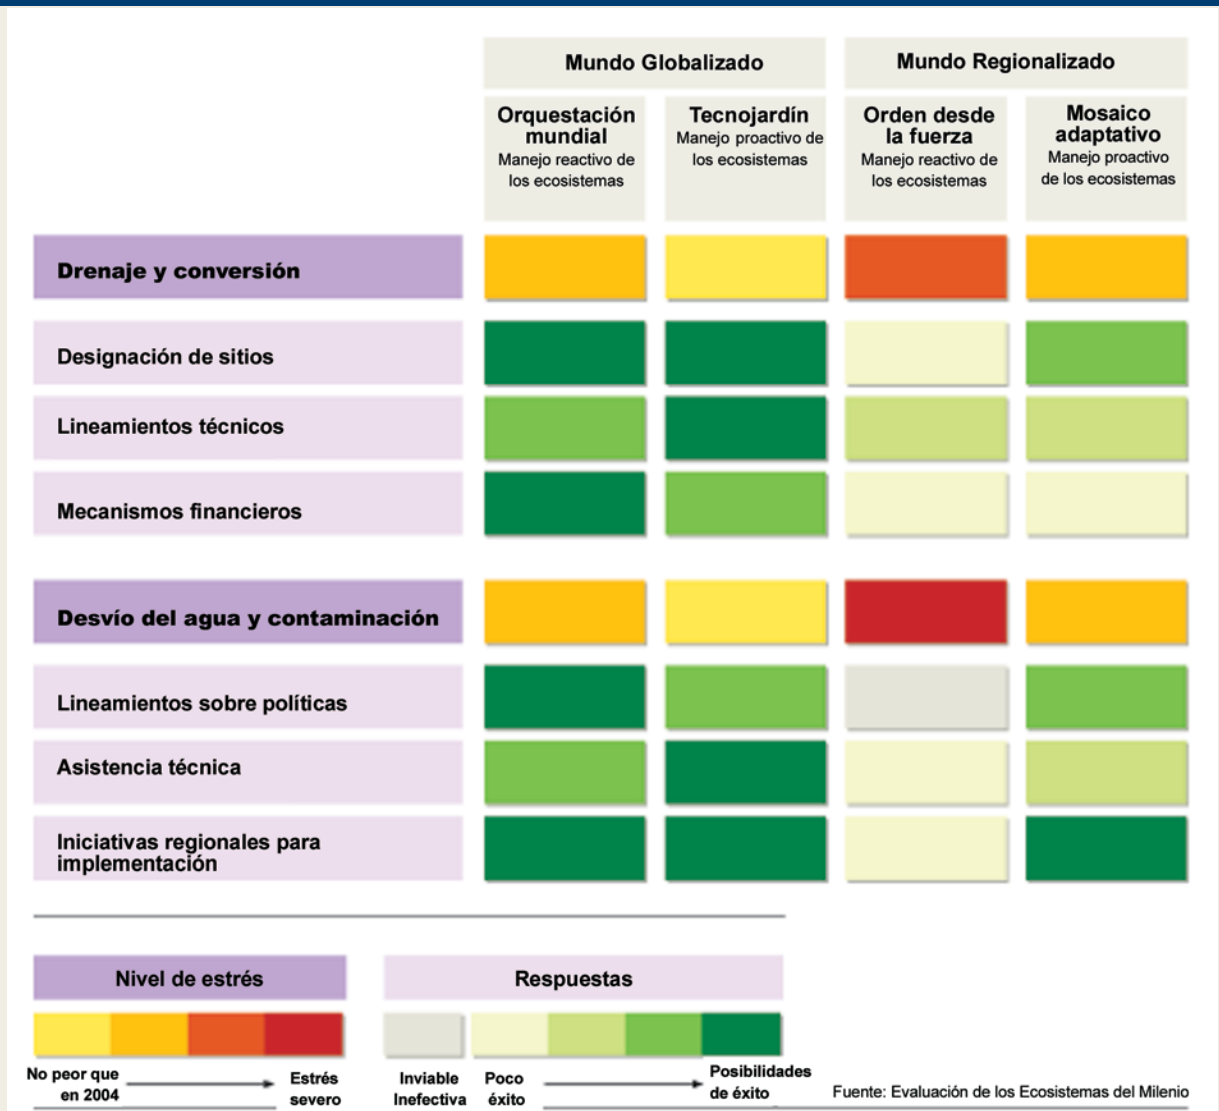 Mundo Globalizado
Mundo Regionalizado
Orquestación
mundial
Manejo reactivo de
los ecosistemas
Tecnojardín
Manejo proactivo de
los ecosistemas
Orden desde
la fuerza
Manejo reactivo de
los ecosistemas
Mosaico
adaptativo
Manejo proactivo
de los ecosistemas
Drenaje y conversión
Designación de sitios
Lineamientos técnicos
Mecanismos financieros
Desvío del agua y contaminación
Lineamientos sobre políticas
Asistencia técnica
Iniciativas regionales para
implementación
Nivel de estrés
No peor que
en 2004
Estrés
severo
Respuestas
Inviable
Inefectiva
Poco
éxito
Posibilidades
de éxito
Fuente: Evaluación de los Ecosistemas del Milenio